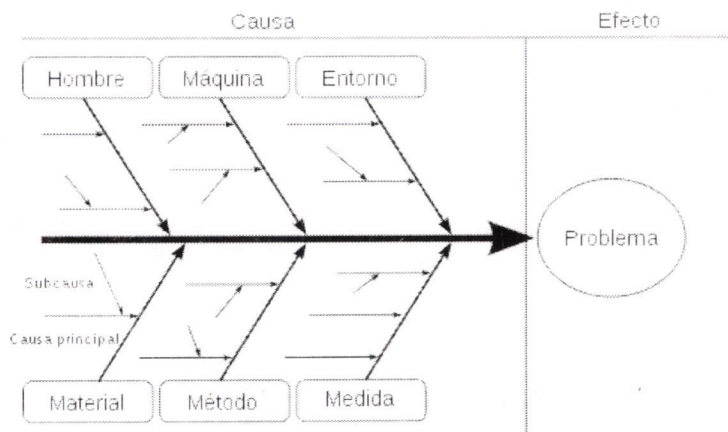 Causa
Efecto
Hombre
Máquina
Entorno
Problema
Subcausa
Causa principal
Material
Método
Medida